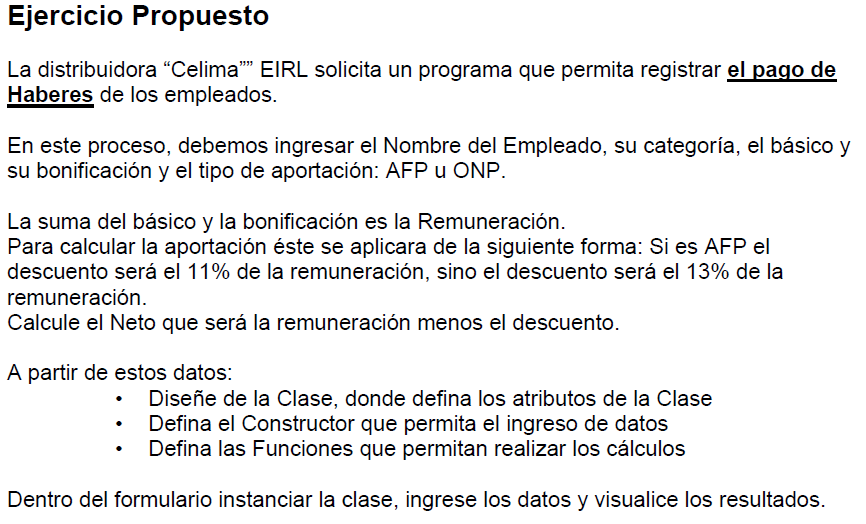 Ejercicio Propuesto
La distribuidora “Celima”” EIRL solicita un programa que permita registrar el pago de
Haberes de los empleados.
En este proceso, debemos ingresar el Nombre del Empleado, su categoría, el básico y
su bonificación y el tipo de aportación: AFP u ONP.
La suma del básico y la bonificación es la Remuneración.
Para calcular la aportación éste se aplicara de la siguiente forma: Si es AFP el
descuento será el 11% de la remuneración, sino el descuento será el 13% de la
remuneración.
Calcule el Neto que será la remuneración menos el descuento.
A partir de estos datos:
• Diseñe de la Clase, donde defina los atributos de la Clase
• Defina el Constructor que permita el ingreso de datos
• Defina las Funciones que permitan realizar los cálculos
Dentro del formulario instanciar la clase, ingrese los datos y visualice los resultados.